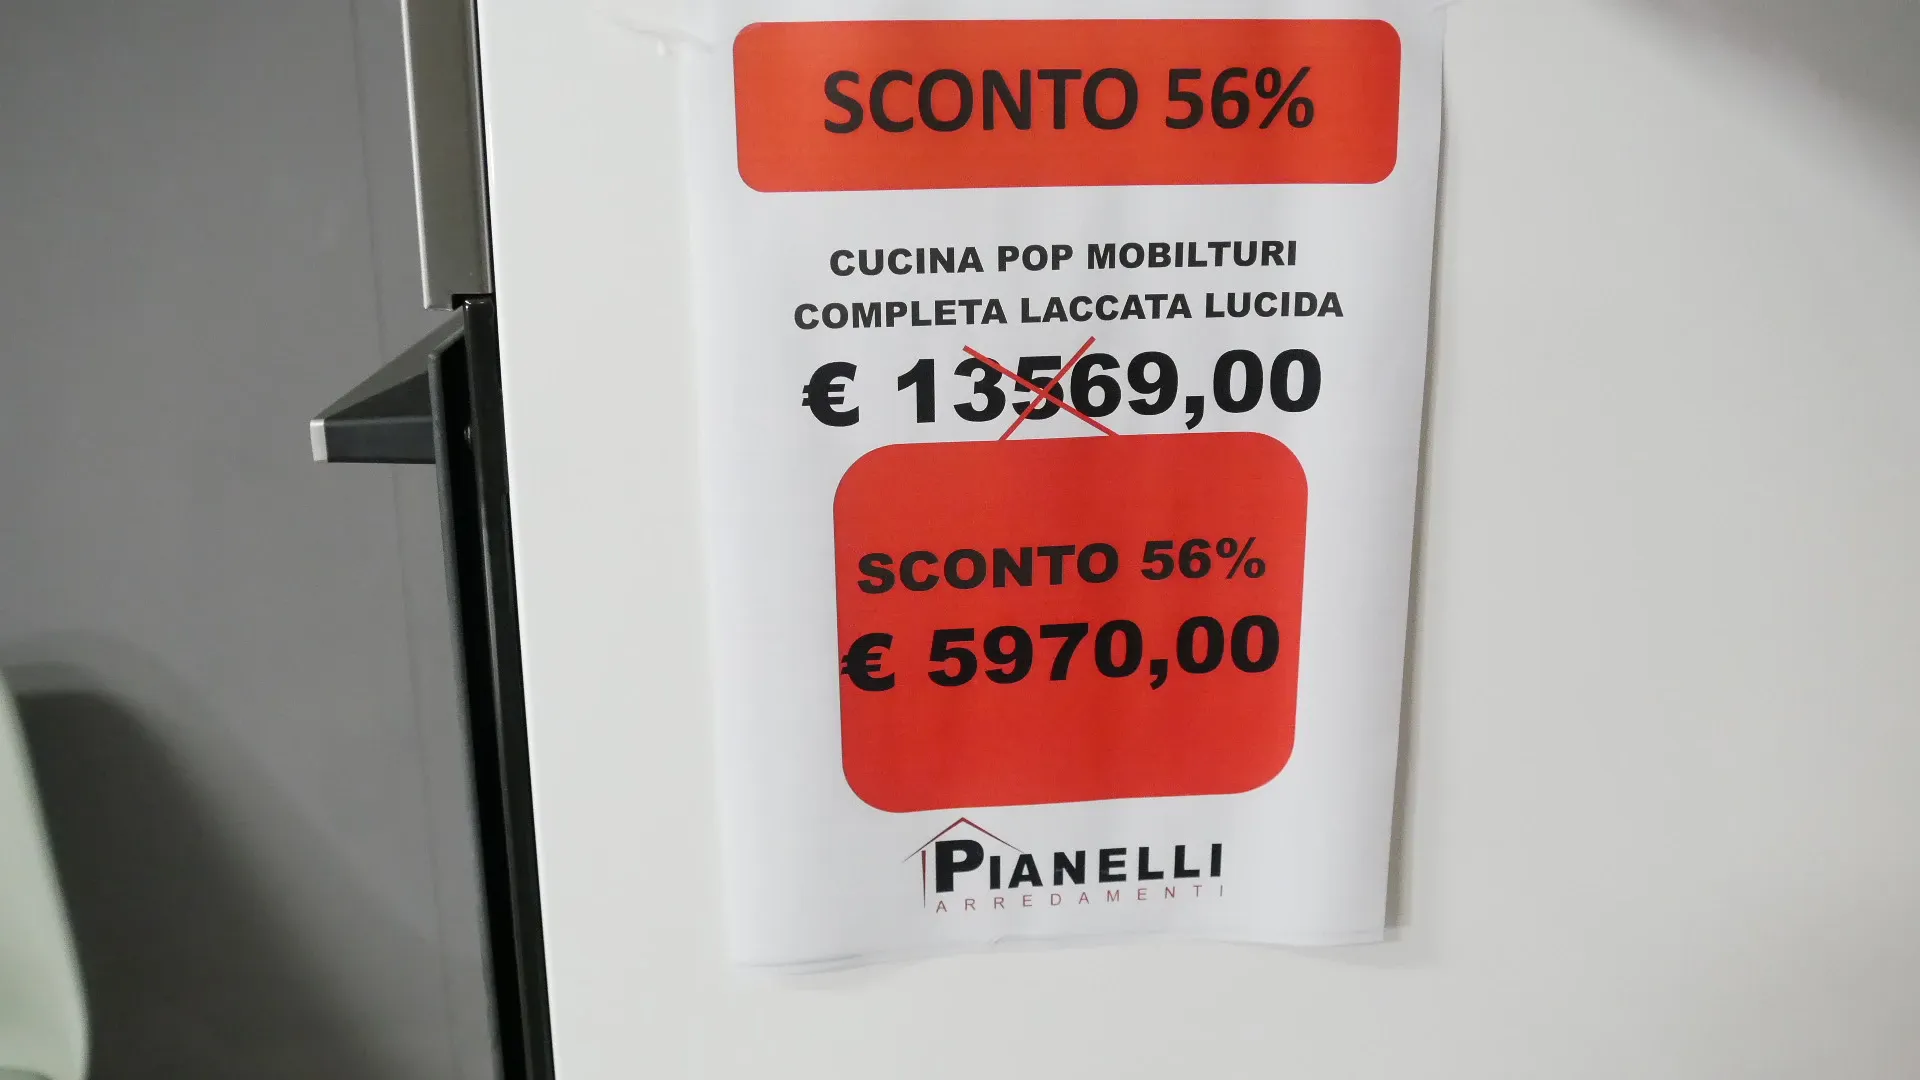 SCONTO 56%
CUCINA POP MOBILTURI
COMPLETA LACCATA LUCIDA
€ 13569,00
SCONTO 56%
€ 5970,00
PIANELLI
ARREDAMENTI